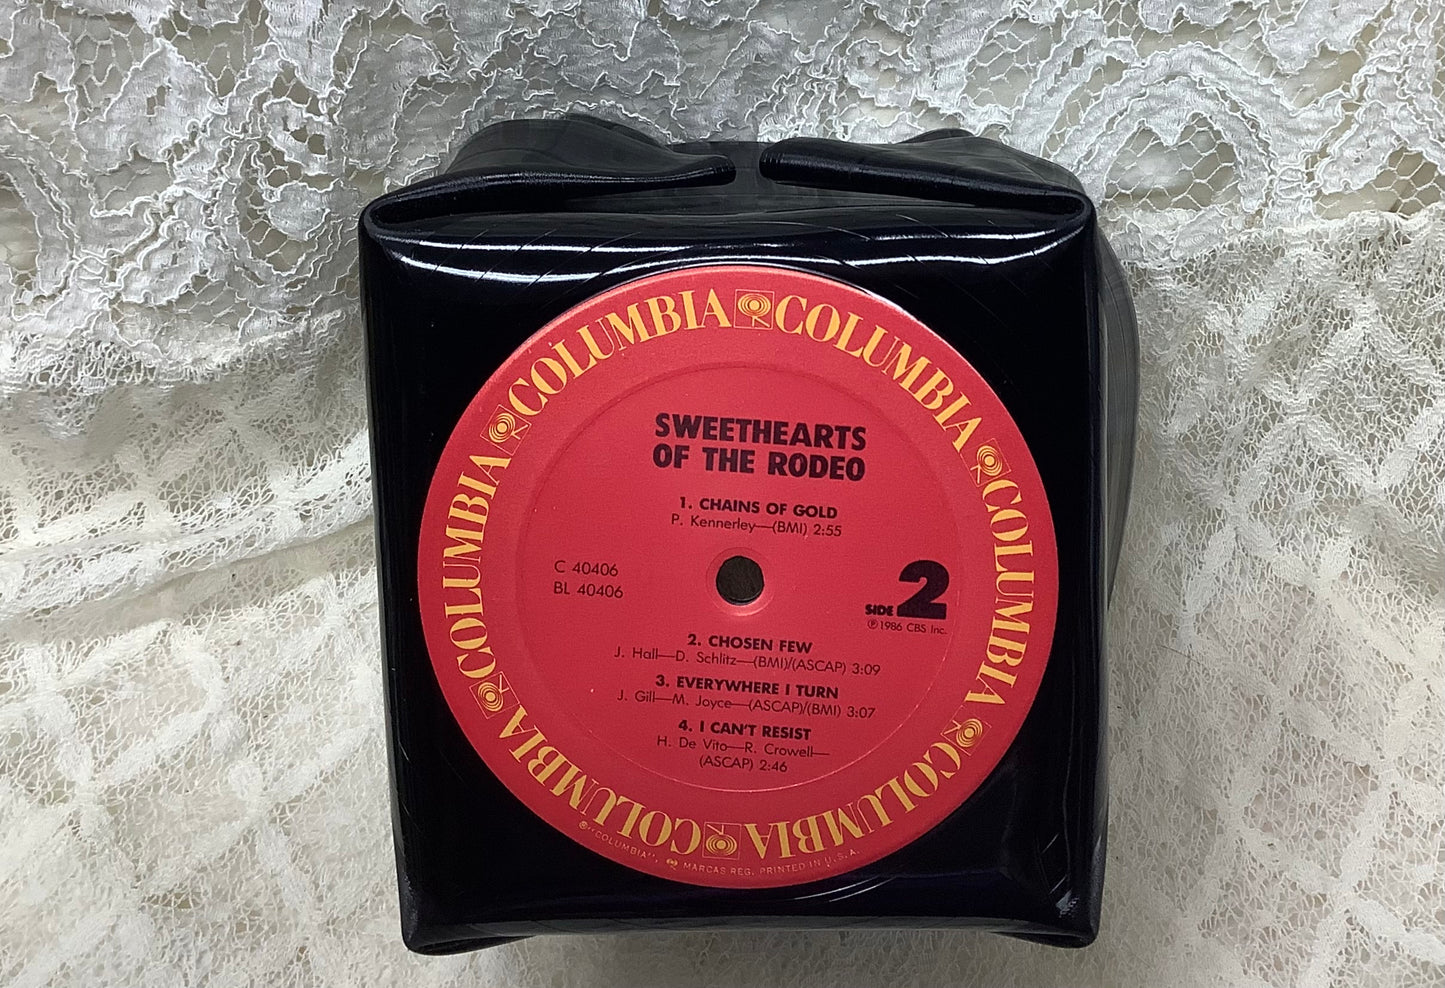 COLUMBIA COLUMBIA COLUMBIA COLUMBIA COLUMBIA COLUMBIA COLUMBIA COLUMBIA COLUMBIA
SWEETHEARTS
OF THE RODEO
1. CHAINS OF GOLD
P. Kennerley—(BMI) 2:55
C 40406
BL 40406
SIDE 2
℗ 1986 CBS Inc.
2. CHOSEN FEW
J. Hall—D. Schlitz—(BMI)/(ASCAP) 3:09
3. EVERYWHERE I TURN
J. Gill—M. Joyce—(ASCAP)/(BMI) 3:07
4. I CAN'T RESIST
H. De Vito—R. Crowell—
(ASCAP) 2:46
®"COLUMBIA", MARCAS REG. PRINTED IN U.S.A.